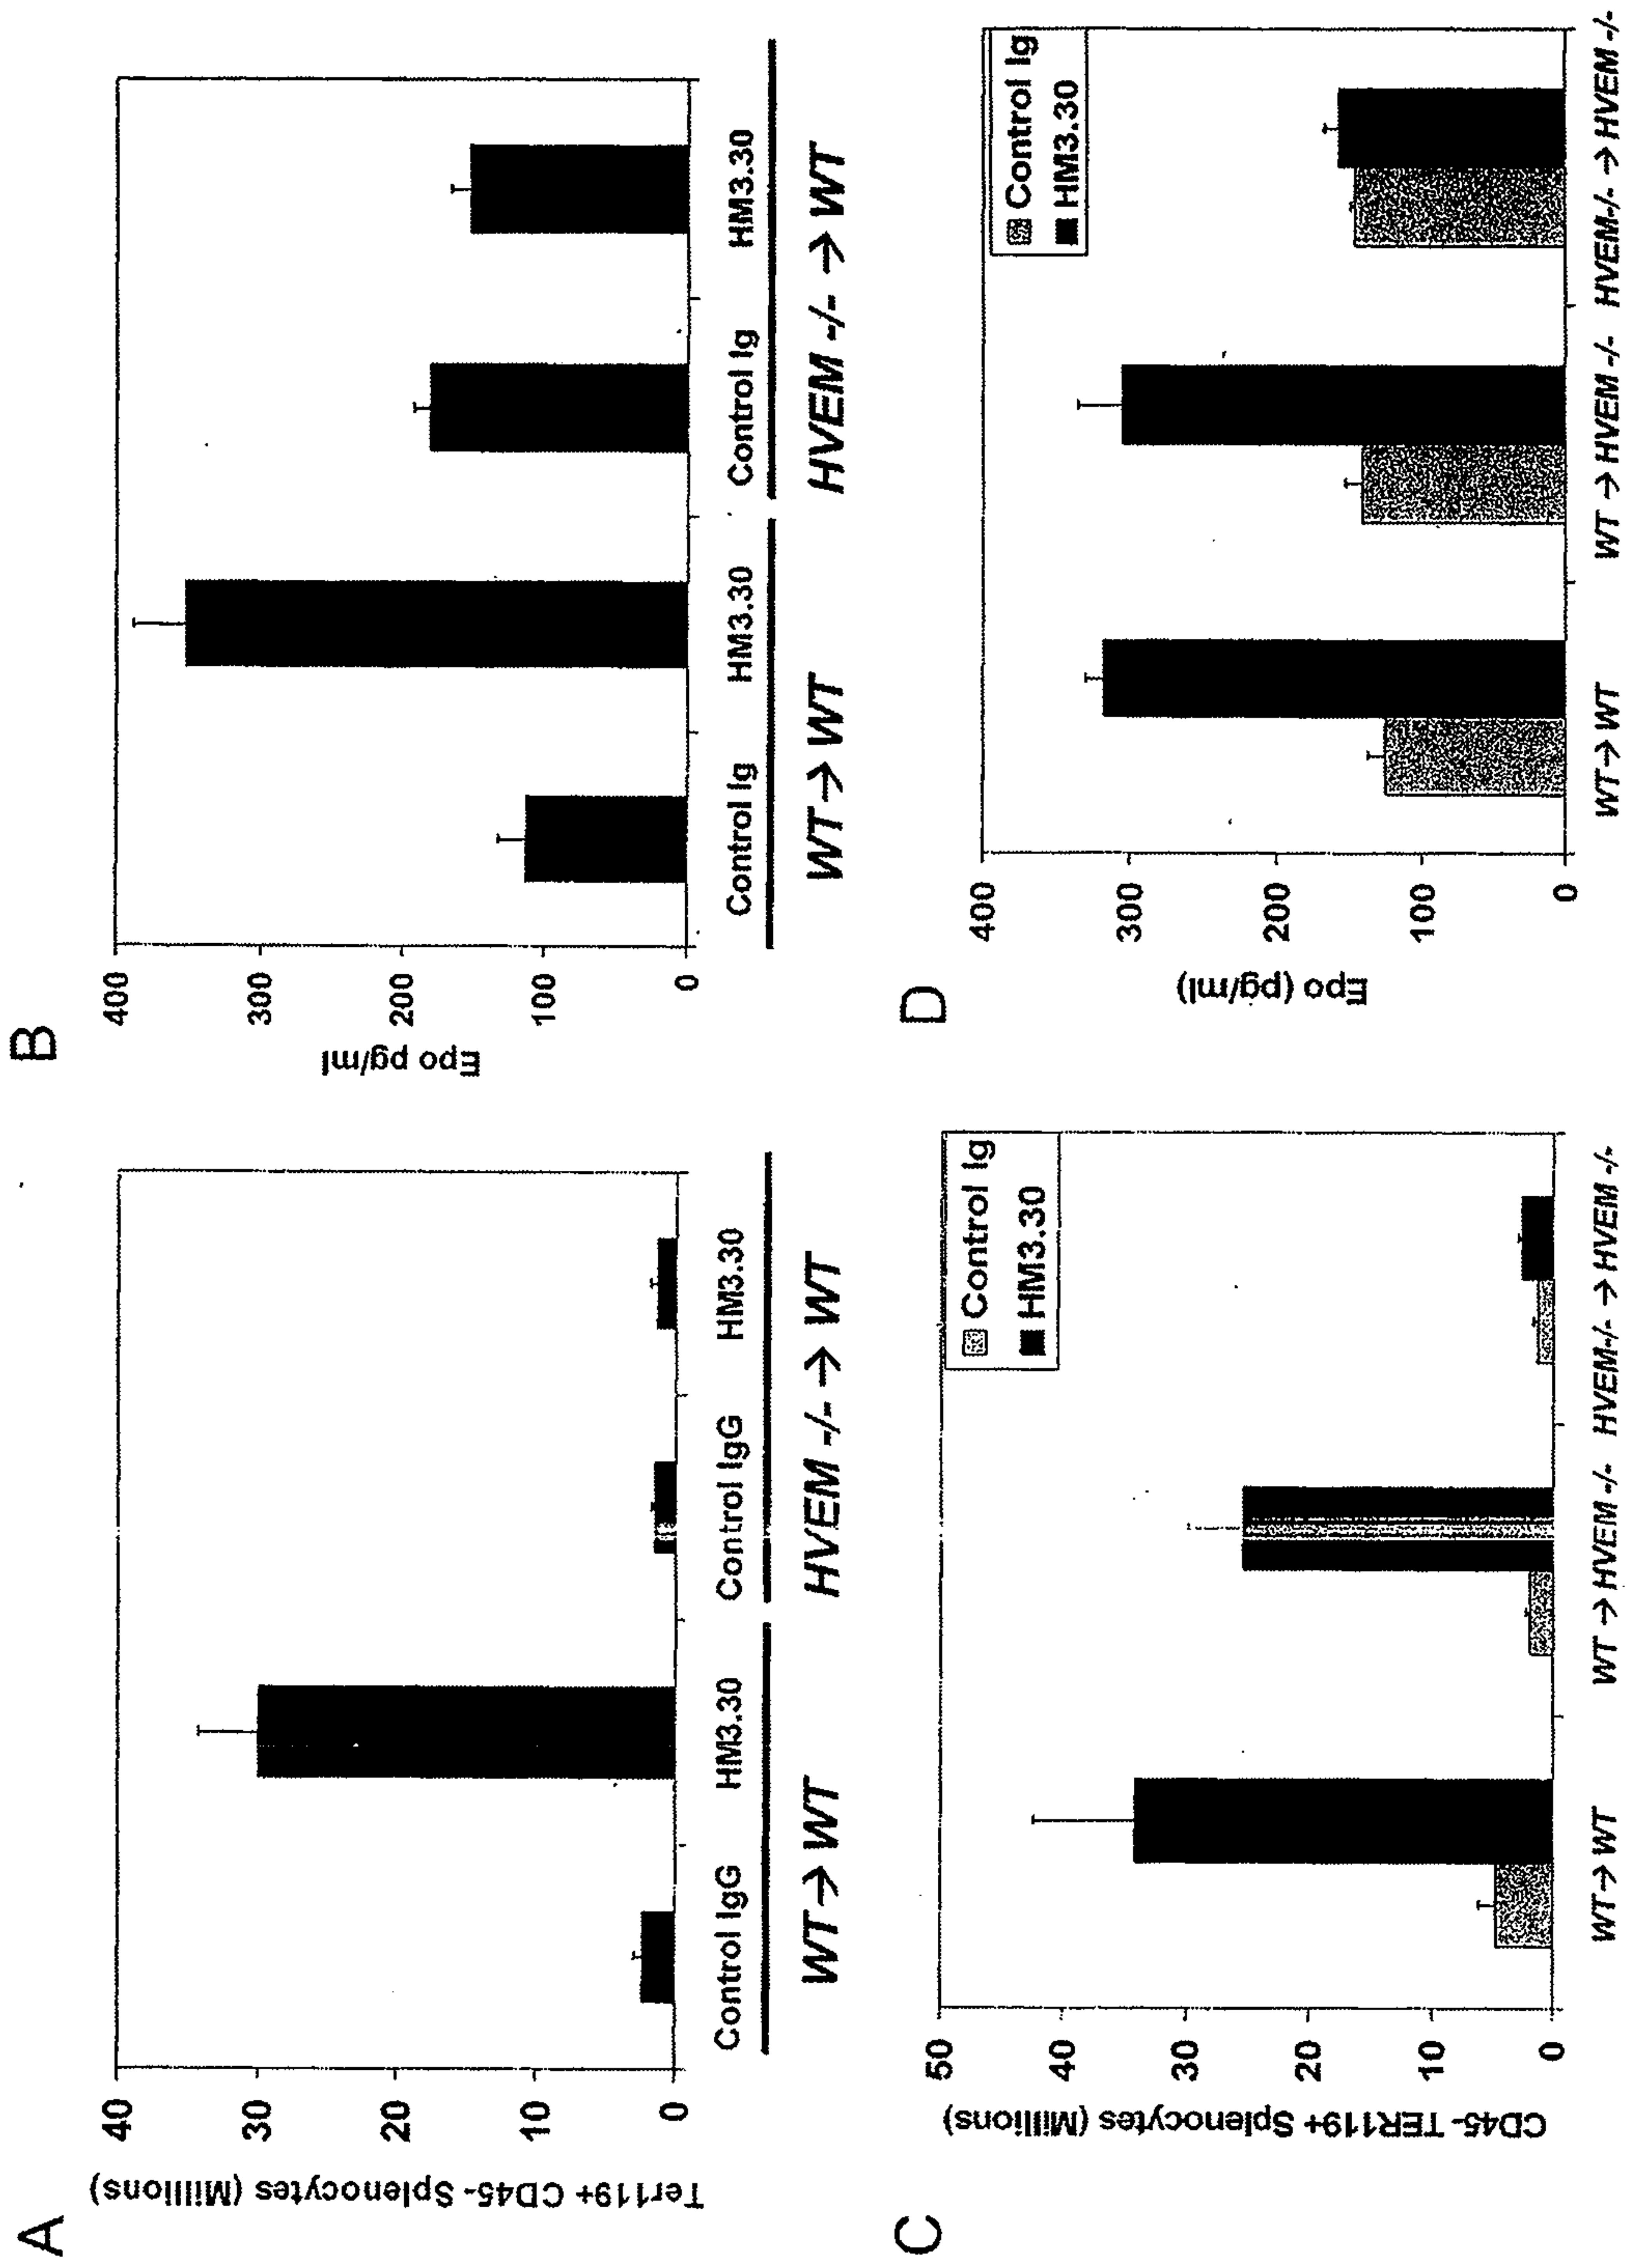 A
Ter119+ CD45- Splenocytes (Millions)
40
30
20
10
0
Control IgG HM3.30 Control IgG HM3.30
WT→WT HVEM -/- → WT
B
Epo pg/ml
400
300
200
100
0
Control Ig HM3.30 Control Ig HM3.30
WT→WT HVEM -/- → WT
C
CD45- TER119+ Splenocytes (Millions)
50
40
30
20
10
0
Control Ig
HM3.30
WT→WT WT → HVEM -/- HVEM-/- → HVEM -/-
D
Epo (pg/ml)
400
300
200
100
0
Control Ig
HM3.30
WT→WT WT → HVEM -/- HVEM-/- → HVEM -/-